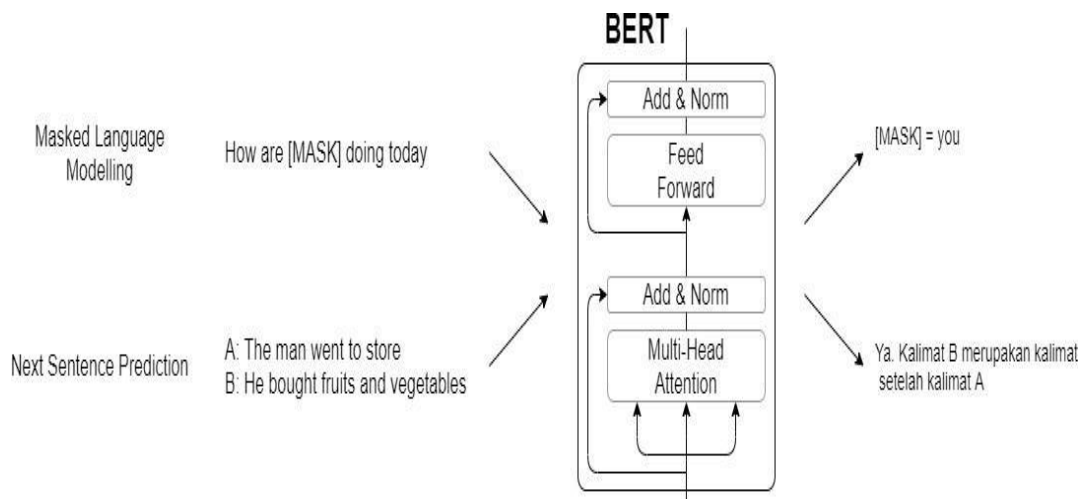 BERT
Masked Language
Modelling
How are [MASK] doing today
Add & Norm
Feed
Forward
[MASK] = you
Next Sentence Prediction
A: The man went to store
B: He bought fruits and vegetables
Add & Norm
Multi-Head
Attention
Ya. Kalimat B merupakan kalimat
setelah kalimat A